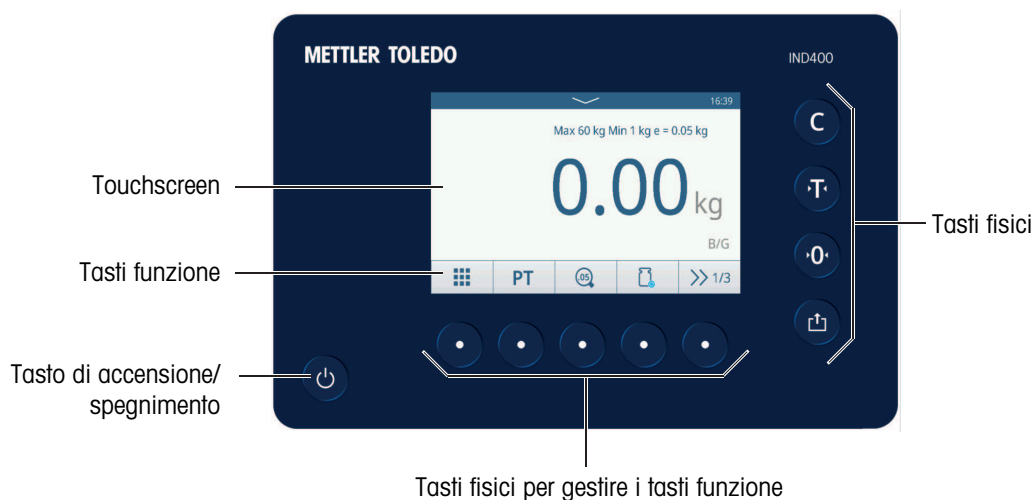 METTLER TOLEDO
IND400
16:39
Max 60 kg Min 1 kg e = 0.05 kg
0.00 kg
B/G
PT
.05
1/3
C
T
0
Touchscreen
Tasti funzione
Tasto di accensione/
spegnimento
Tasti fisici
Tasti fisici per gestire i tasti funzione